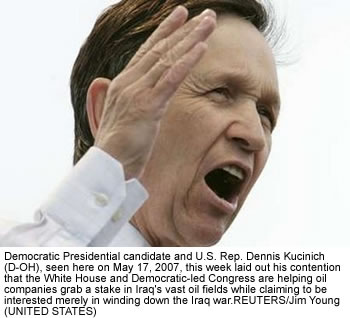 Democratic Presidential candidate and U.S. Rep. Dennis Kucinich
(D-OH), seen here on May 17, 2007, this week laid out his contention
that the White House and Democratic-led Congress are helping oil
companies grab a stake in Iraq's vast oil fields while claiming to be
interested merely in winding down the Iraq war.REUTERS/Jim Young
(UNITED STATES)